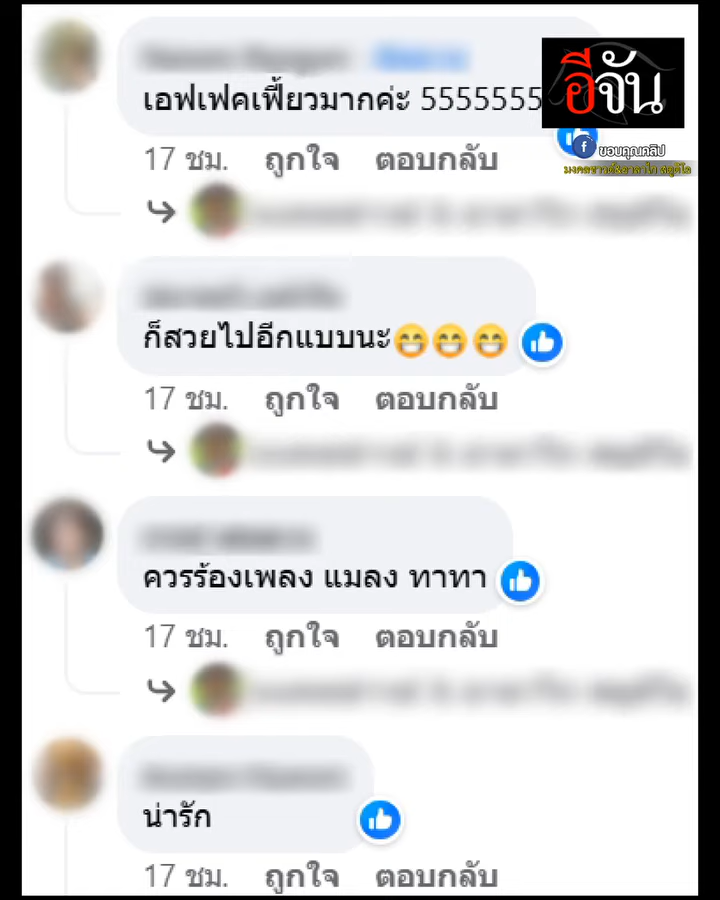 เอฟเฟคเฟี้ยวมากค่ะ 5555555
อีจัน
ขอบคุณคลิป
17 ชม. ถูกใจ ตอบกลับ
ก็สวยไปอีกแบบนะ😁😁😁
17 ชม. ถูกใจ ตอบกลับ
ควรร้องเพลง แมลง ทาทา
17 ชม. ถูกใจ ตอบกลับ
น่ารัก
17 ชม. ถูกใจ ตอบกลับ